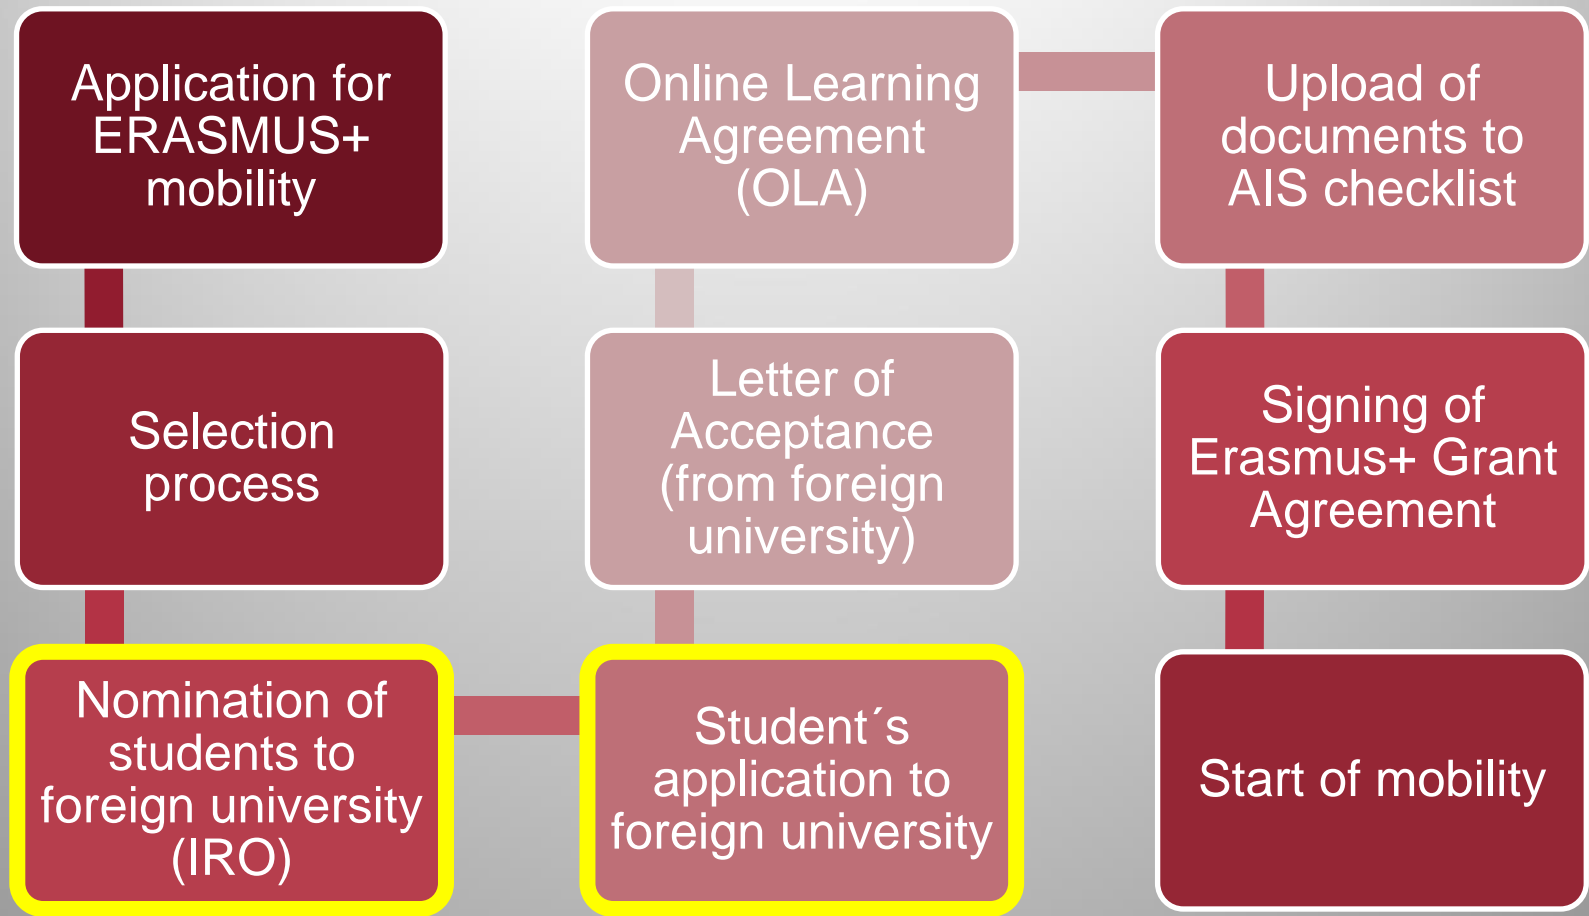 Application for
ERASMUS+
mobility
Selection
process
Nomination of
students to
foreign university
(IRO)
Student´s
application to
foreign university
Letter of
Acceptance
(from foreign
university)
Online Learning
Agreement
(OLA)
Upload of
documents to
AIS checklist
Signing of
Erasmus+ Grant
Agreement
Start of mobility